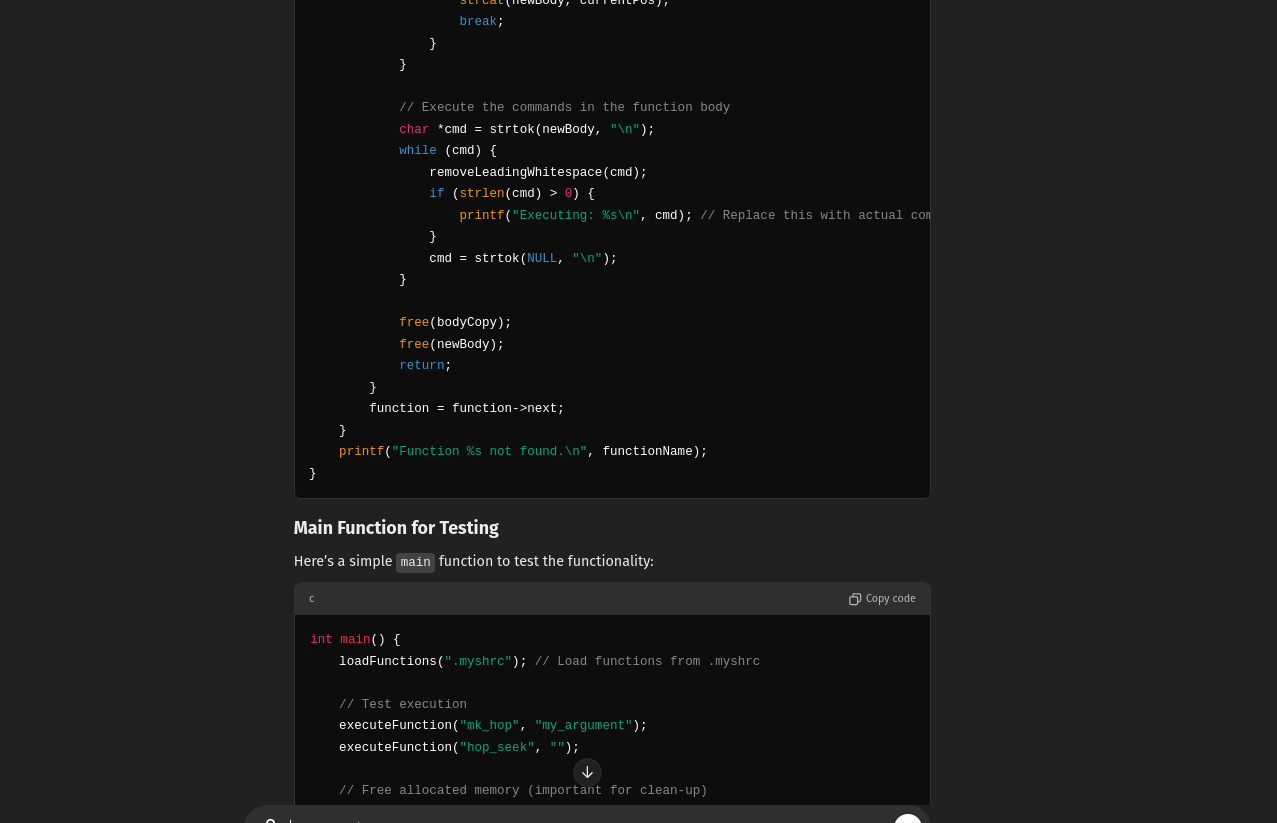 strcat(newBody, currentPos);
break;
}
}
// Execute the commands in the function body
char *cmd = strtok(newBody, "\n");
while (cmd) {
removeLeadingWhitespace(cmd);
if (strlen(cmd) > 0) {
printf("Executing: %s\n", cmd); // Replace this with actual com
}
cmd = strtok(NULL, "\n");
}
free(bodyCopy);
free(newBody);
return;
}
function = function->next;
}
printf("Function %s not found.\n", functionName);
}
Main Function for Testing
Here's a simple main function to test the functionality:
c Copy code
int main() {
loadFunctions(".myshrc"); // Load functions from .myshrc
// Test execution
executeFunction("mk_hop", "my_argument");
executeFunction("hop_seek", "");
// Free allocated memory (important for clean-up)